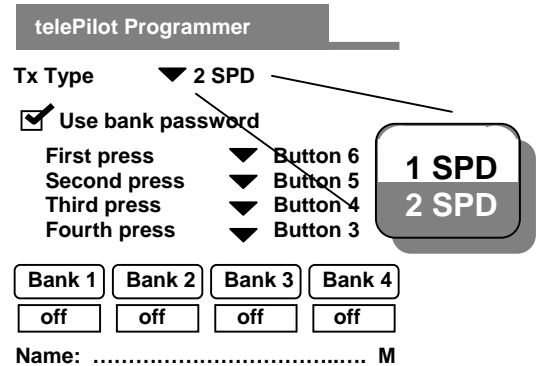 telePilot Programmer
Tx Type 2 SPD
Use bank password
First press Button 6
Second press Button 5
Third press Button 4
Fourth press Button 3
1 SPD
2 SPD
Bank 1 Bank 2 Bank 3 Bank 4
off off off off
Name: …………………………………..…. M